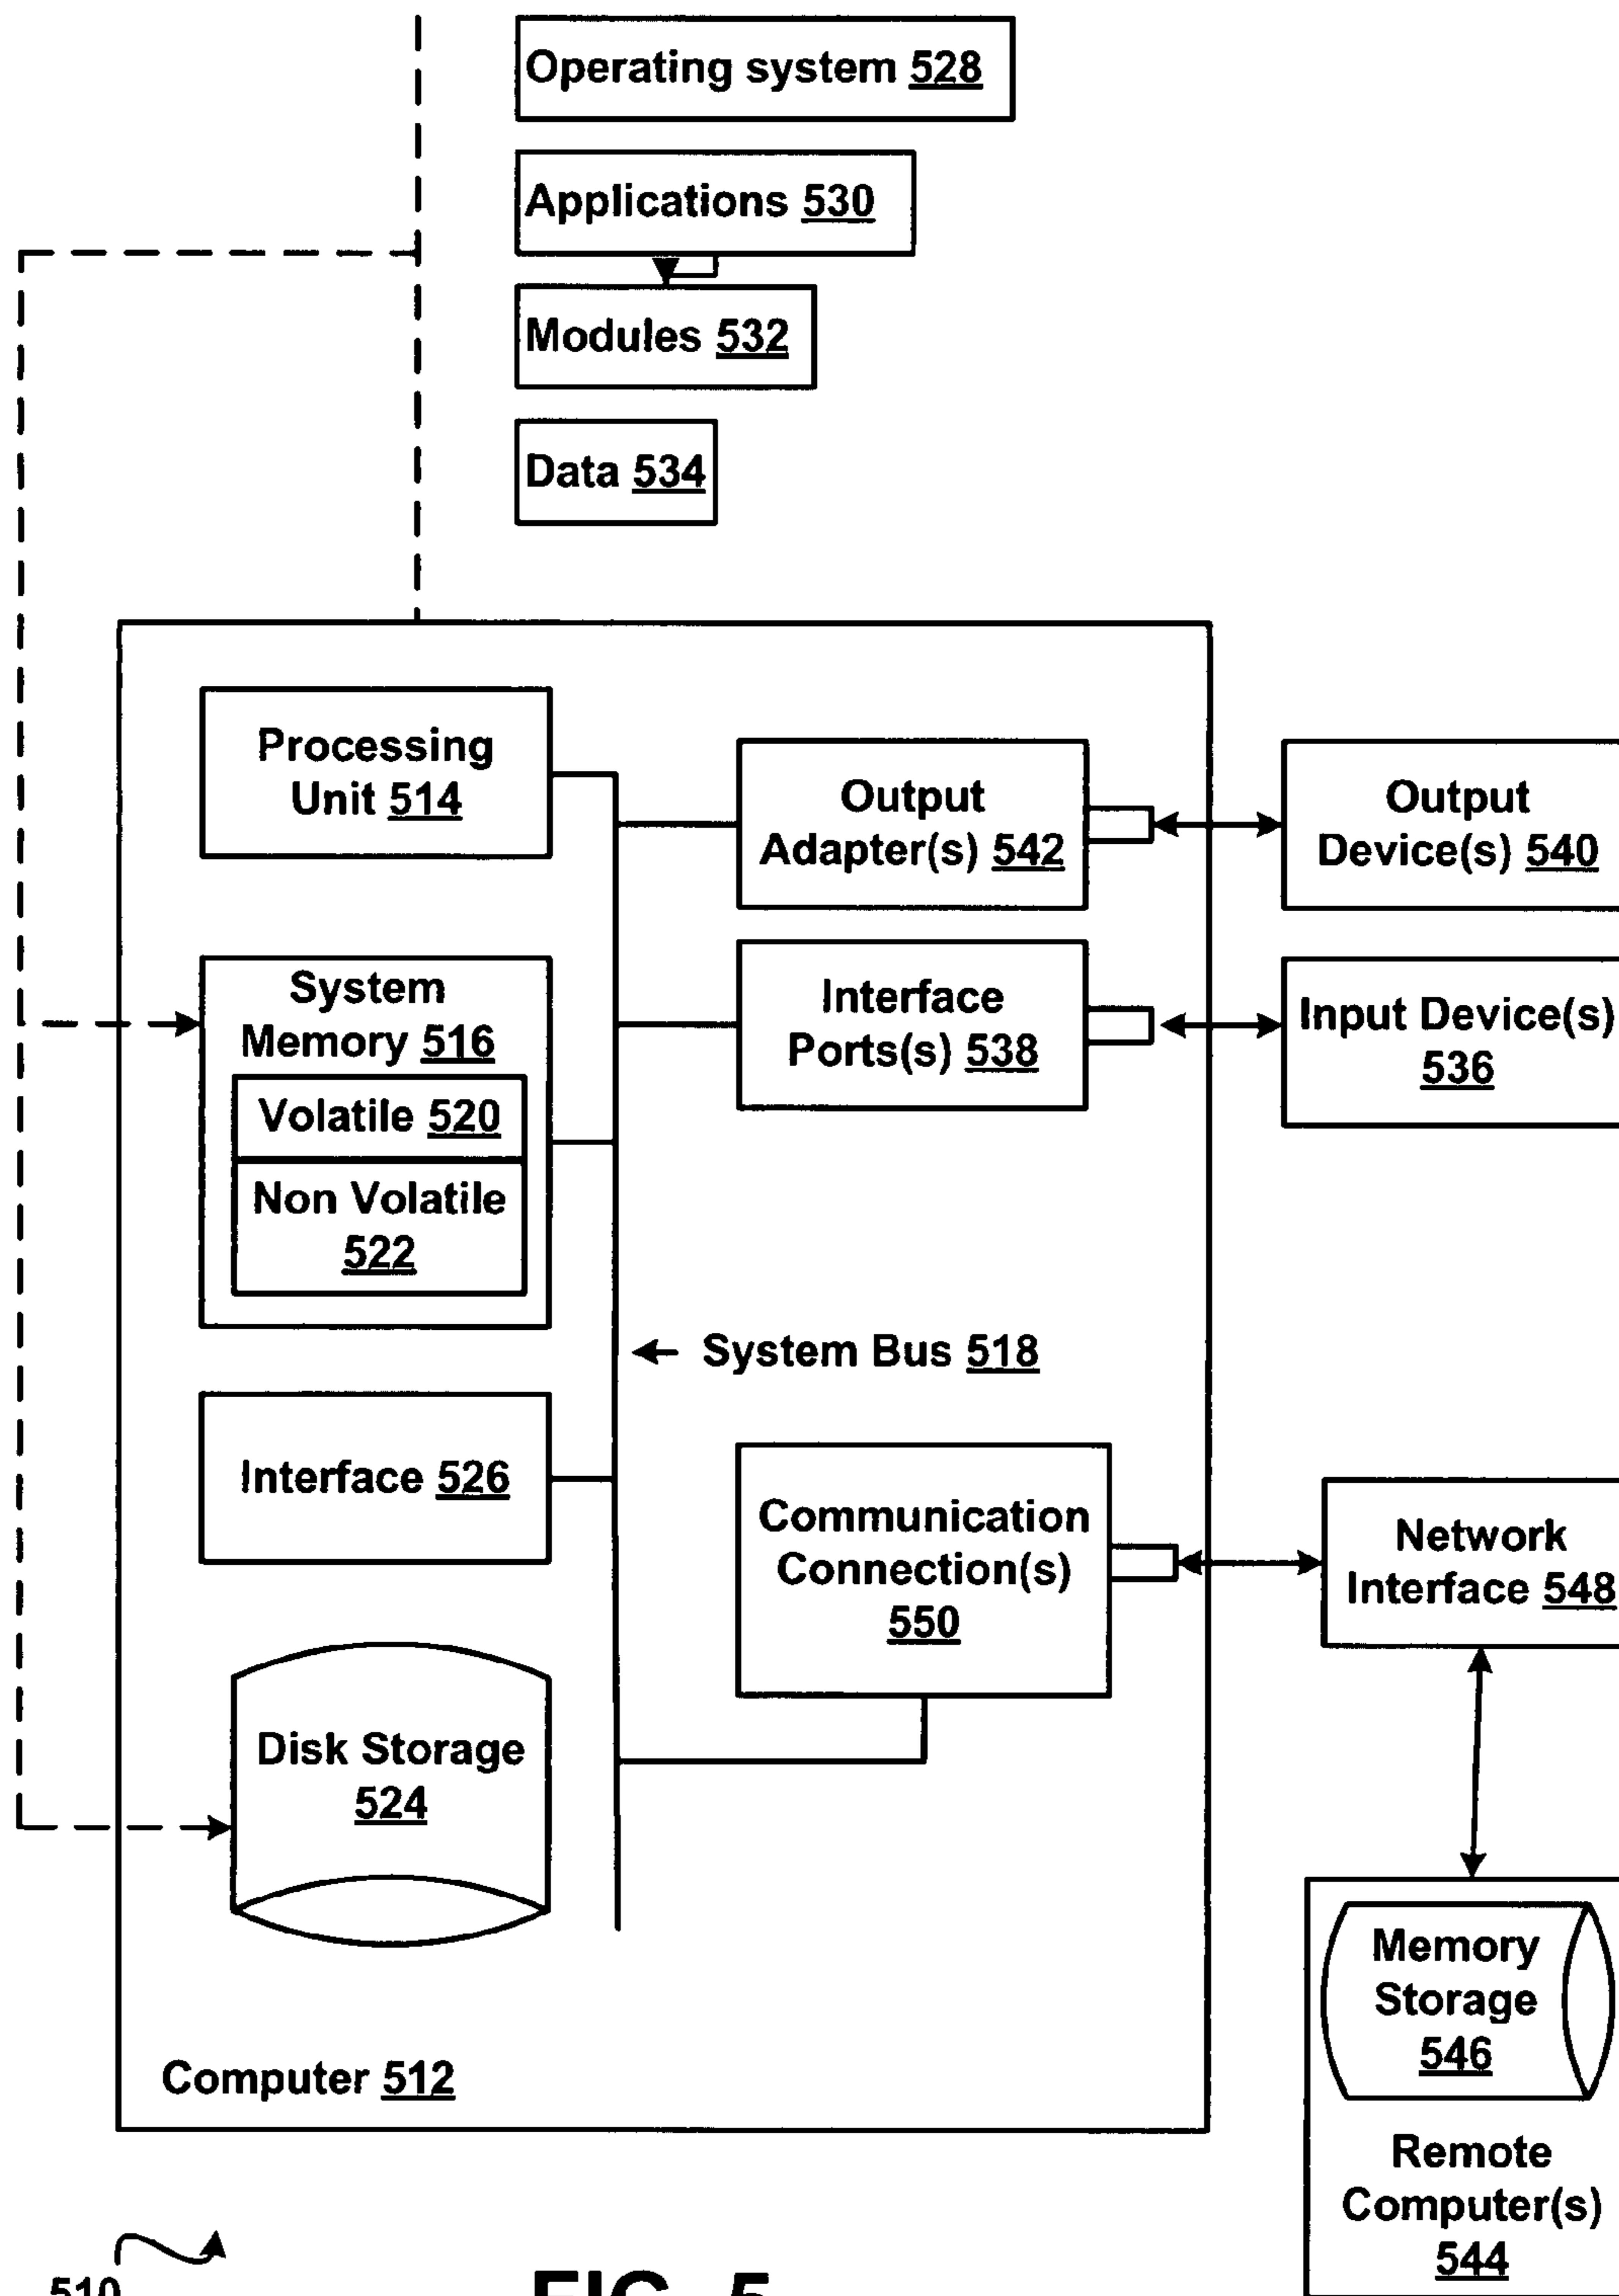 Operating system 528
Applications 530
Modules 532
Data 534
Processing
Unit 514
Output
Adapter(s) 542
Output
Device(s) 540
System
Memory 516
Volatile 520
Non Volatile
522
Interface
Ports(s) 538
Input Device(s)
536
System Bus 518
Interface 526
Communication
Connection(s)
550
Network
Interface 548
Disk Storage
524
Memory
Storage
546
Remote
Computer(s)
544
Computer 512
510
FIG. 5